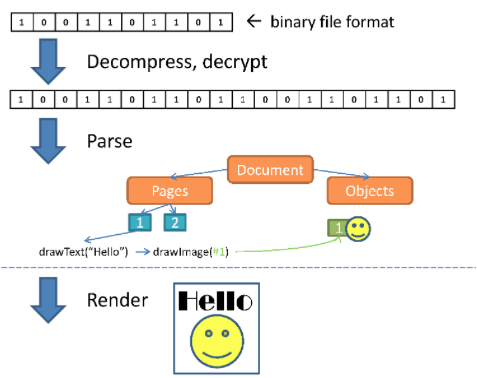 1 0 0 1 1 0 1 1 0 1 ← binary file format
Decompress, decrypt
1 0 0 1 1 0 1 1 0 1 1 0 0 1 1 0 1 1 0 1
Parse
Document
Pages Objects
1 2 1
drawText(“Hello”) drawImage(#1)
Render
Hello